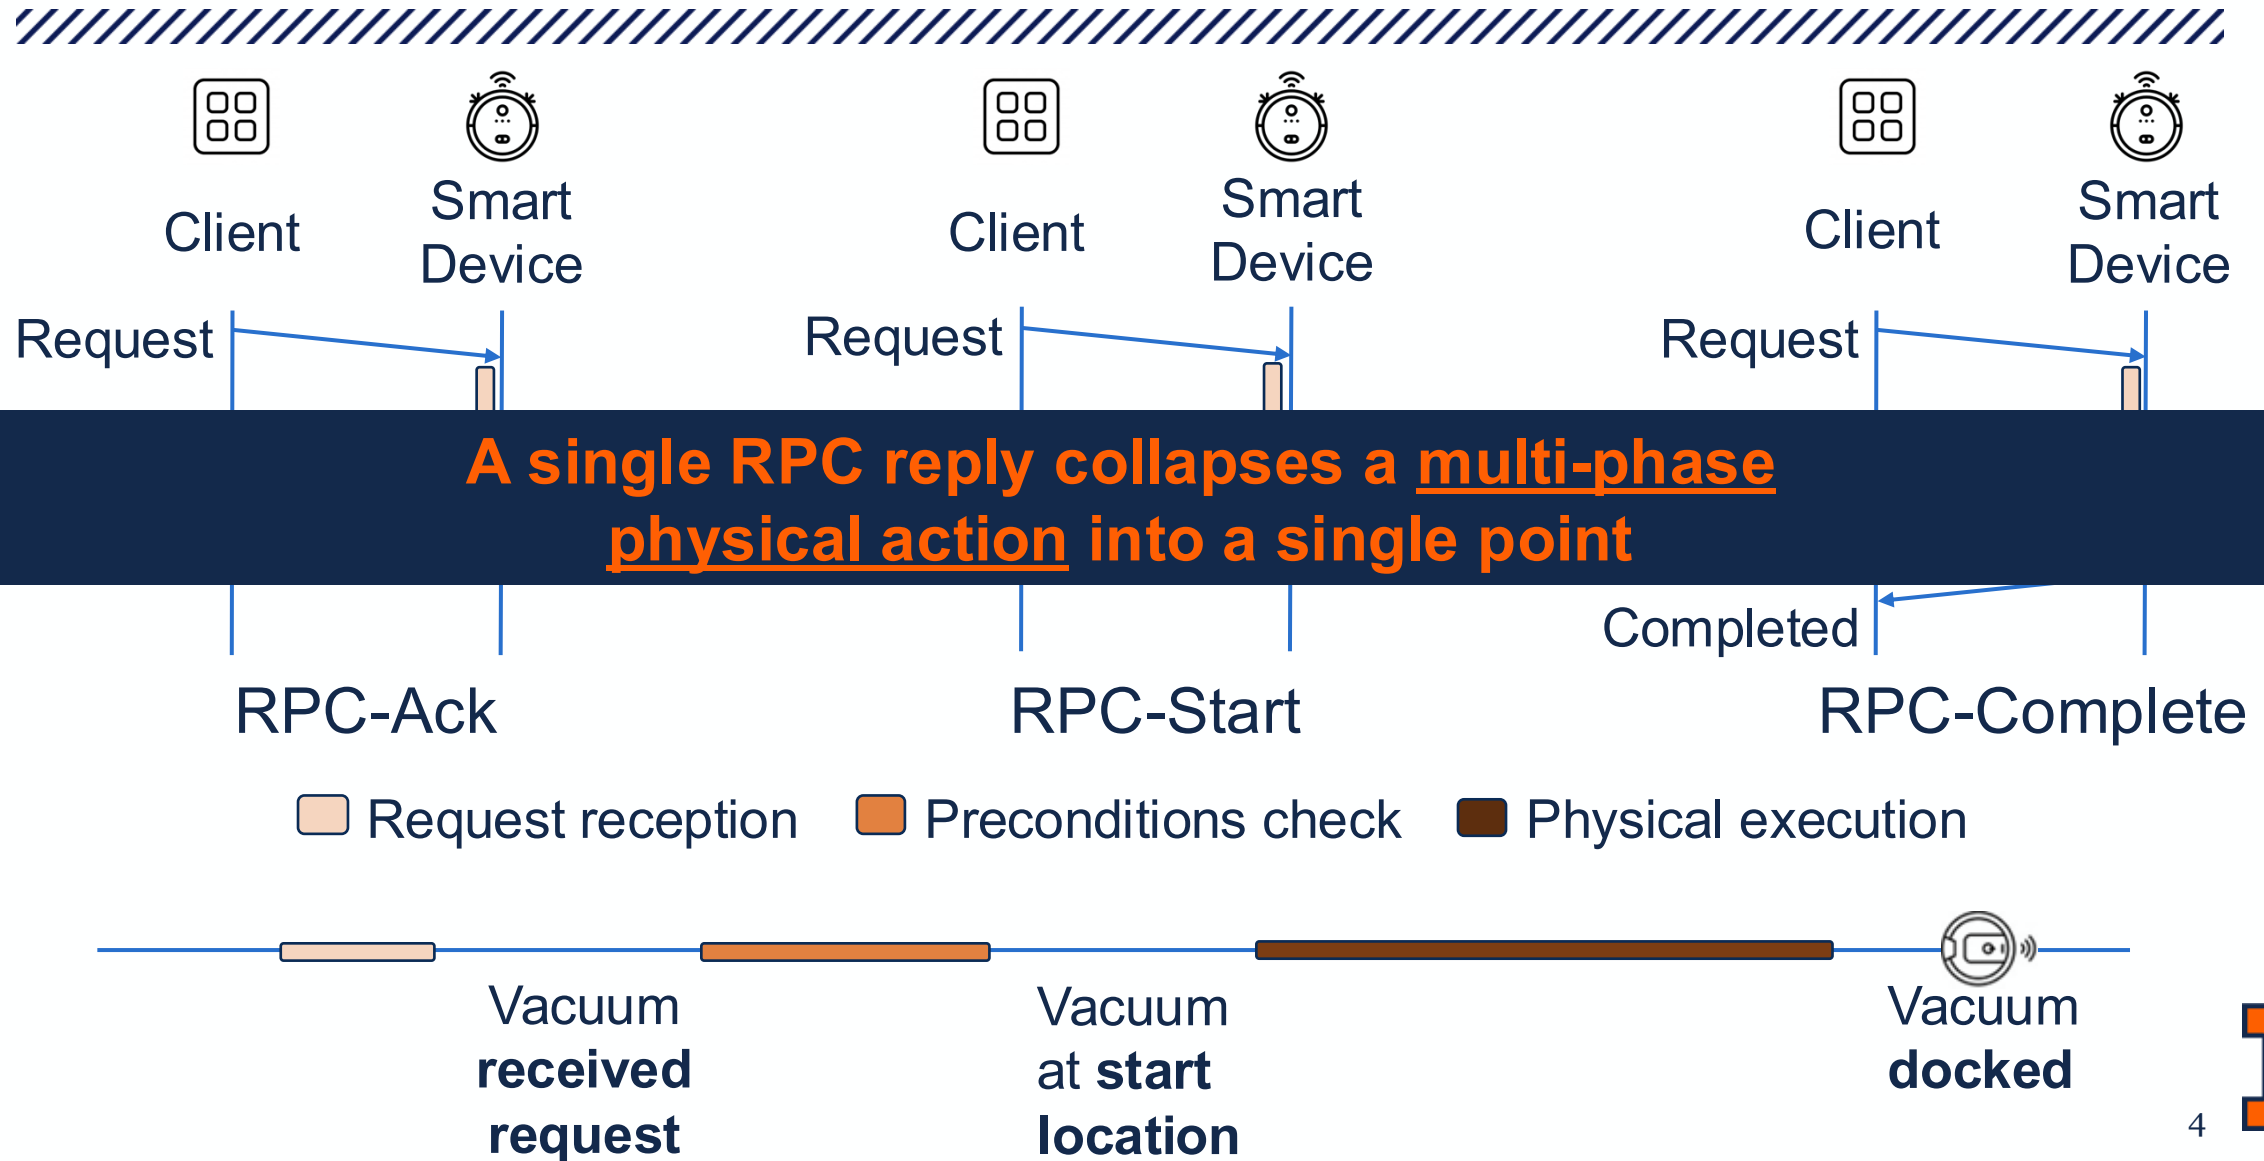 Client
Smart
Device
Client
Smart
Device
Client
Smart
Device
Request
Request
Request
A single RPC reply collapses a multi-phase
physical action into a single point
Completed
RPC-Ack
RPC-Start
RPC-Complete
Request reception
Preconditions check
Physical execution
Vacuum
received
request
Vacuum
at start
location
Vacuum
docked
4